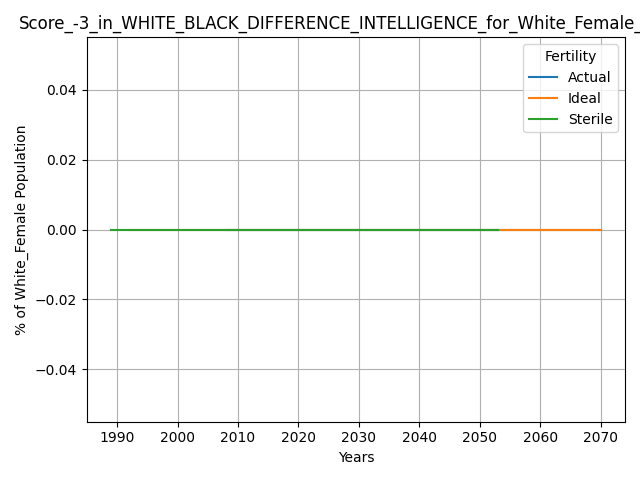 Score_-3_in_WHITE_BLACK_DIFFERENCE_INTELLIGENCE_for_White_Female_
Fertility
Actual
Ideal
Sterile
0.04
0.02
0.00
−0.02
−0.04
% of White_Female Population
1990 2000 2010 2020 2030 2040 2050 2060 2070
Years